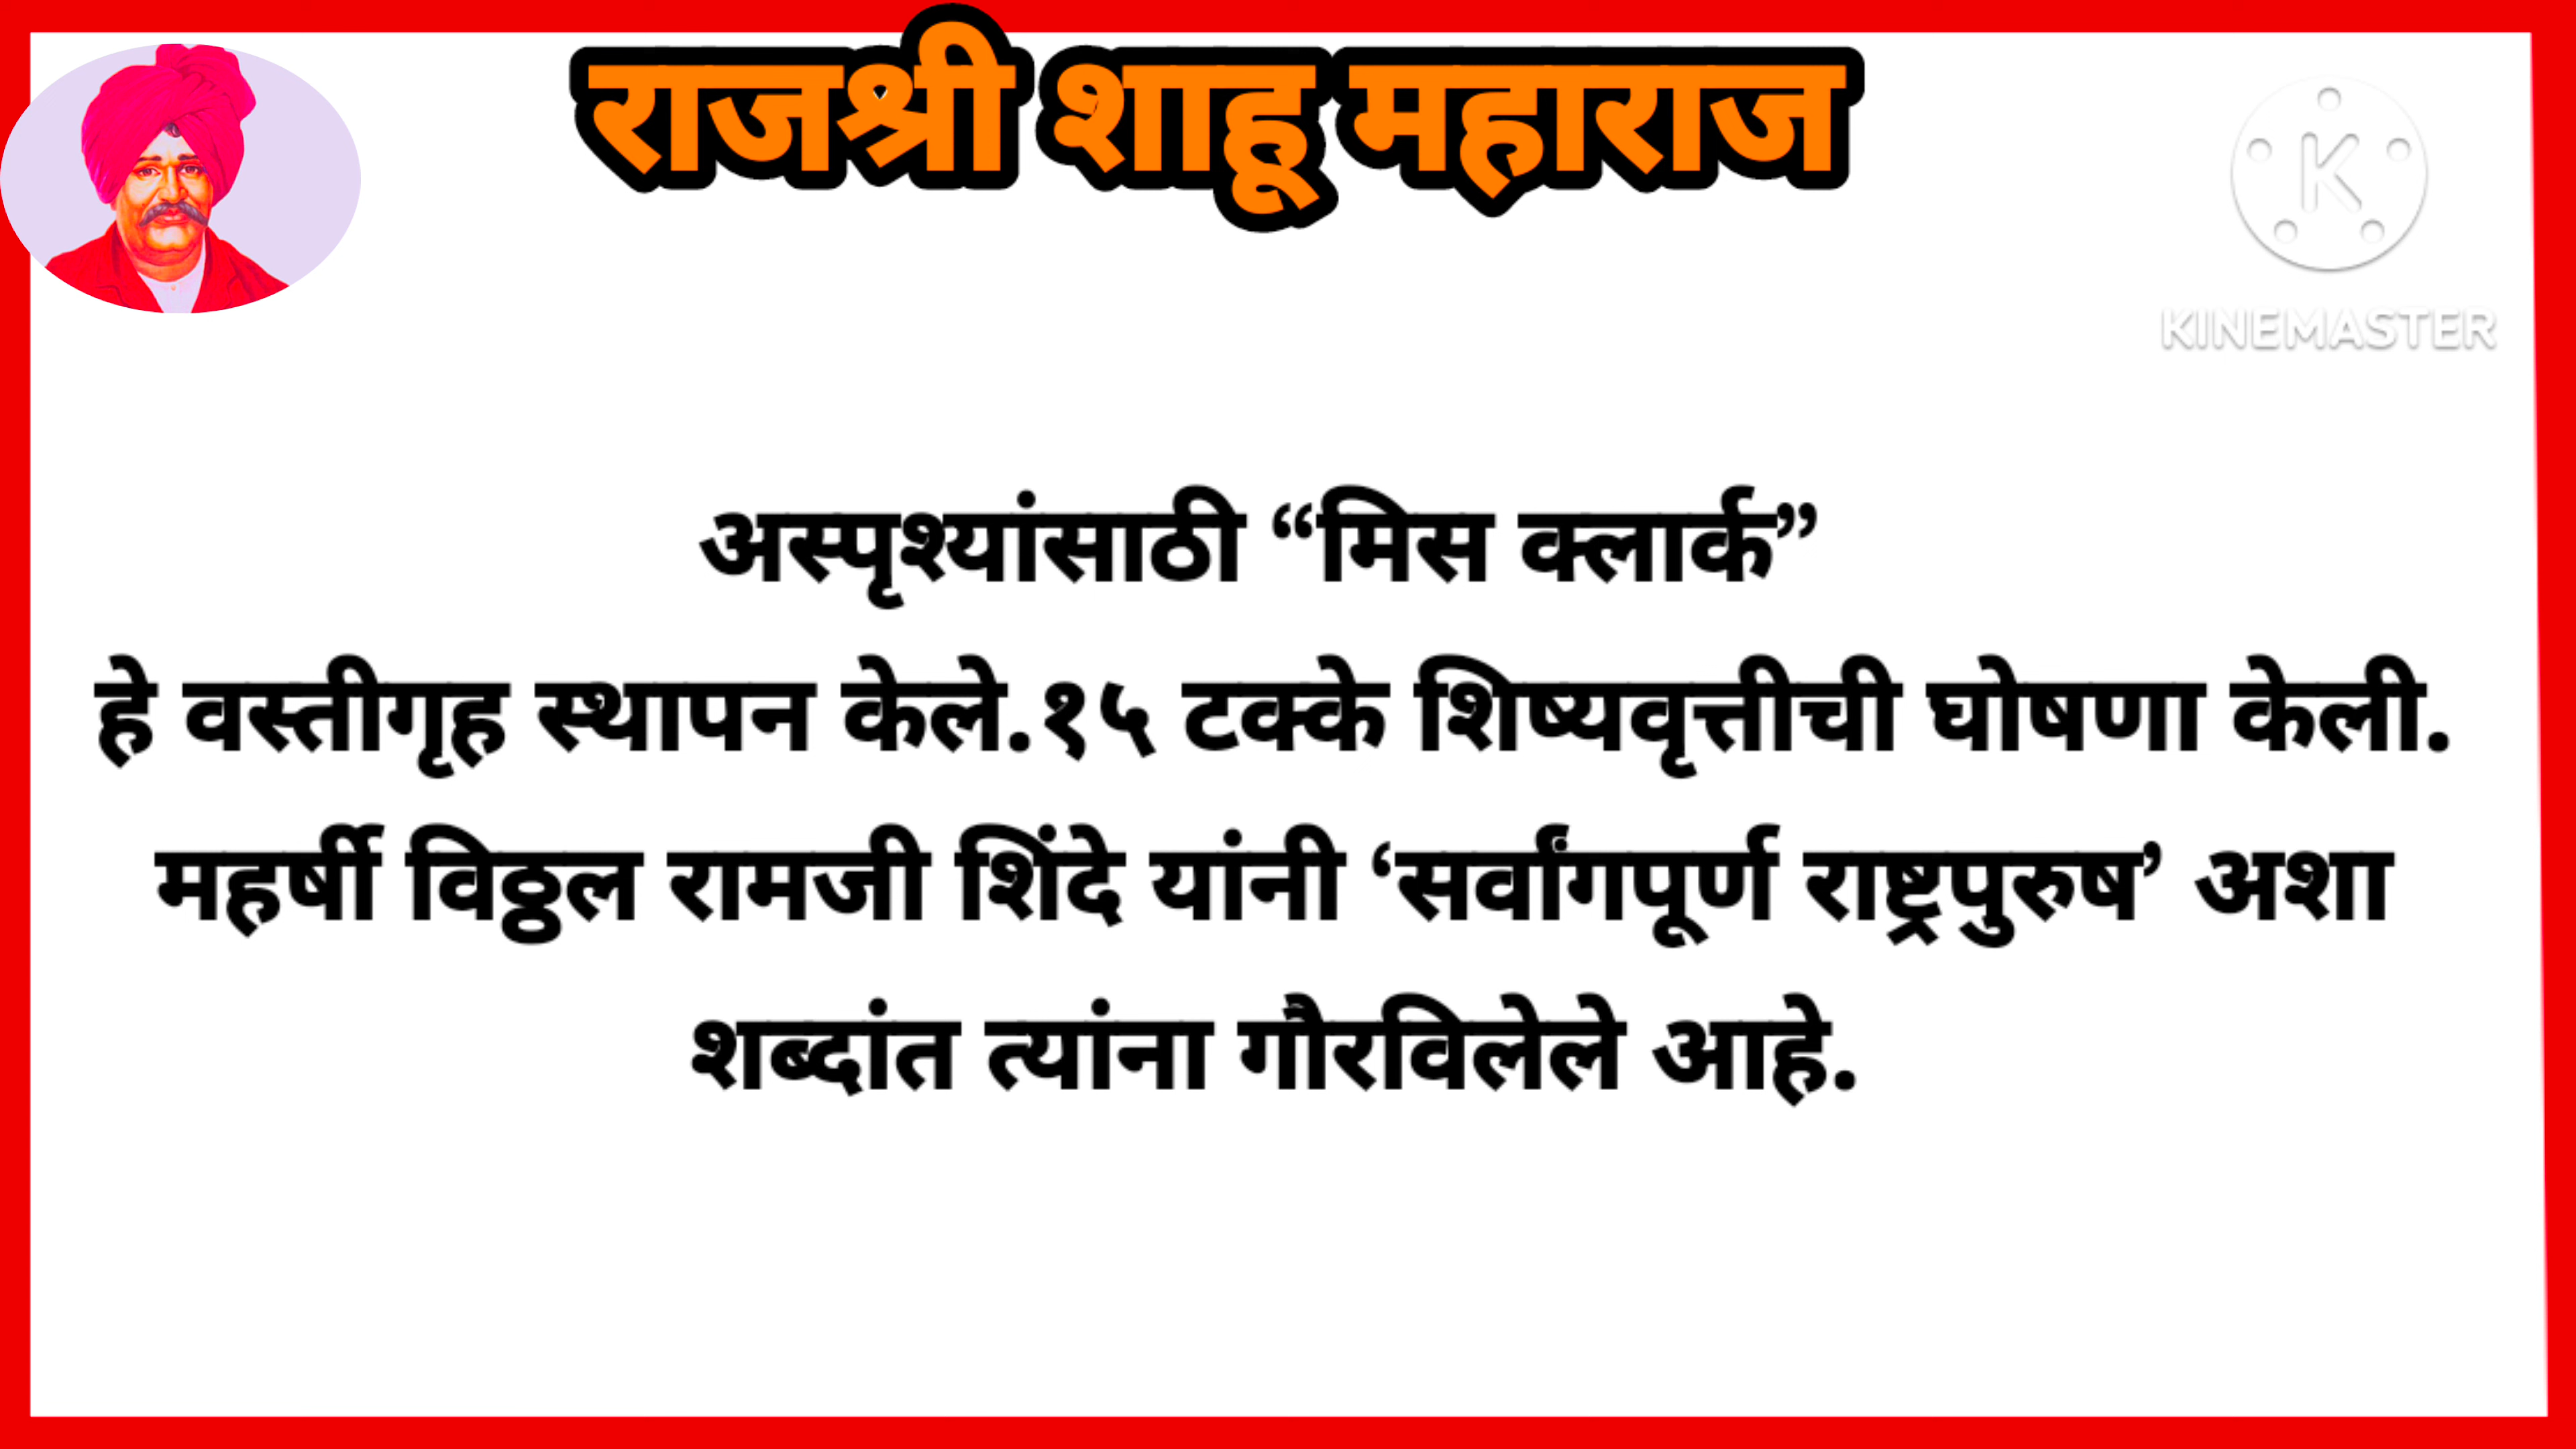 राजश्री शाहू महाराज
KINEMASTER
अस्पृश्यांसाठी “मिस क्लार्क”
हे वस्तीगृह स्थापन केले.१५ टक्के शिष्यवृत्तीची घोषणा केली.
महर्षी विठ्ठल रामजी शिंदे यांनी ‘सर्वांगपूर्ण राष्ट्रपुरुष’ अशा
शब्दांत त्यांना गौरविलेले आहे.